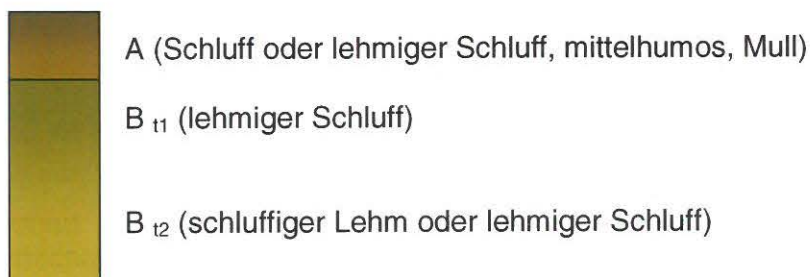 A (Schluff oder lehmiger Schluff, mittelhumos, Mull)
B t1 (lehmiger Schluff)
B t2 (schluffiger Lehm oder lehmiger Schluff)